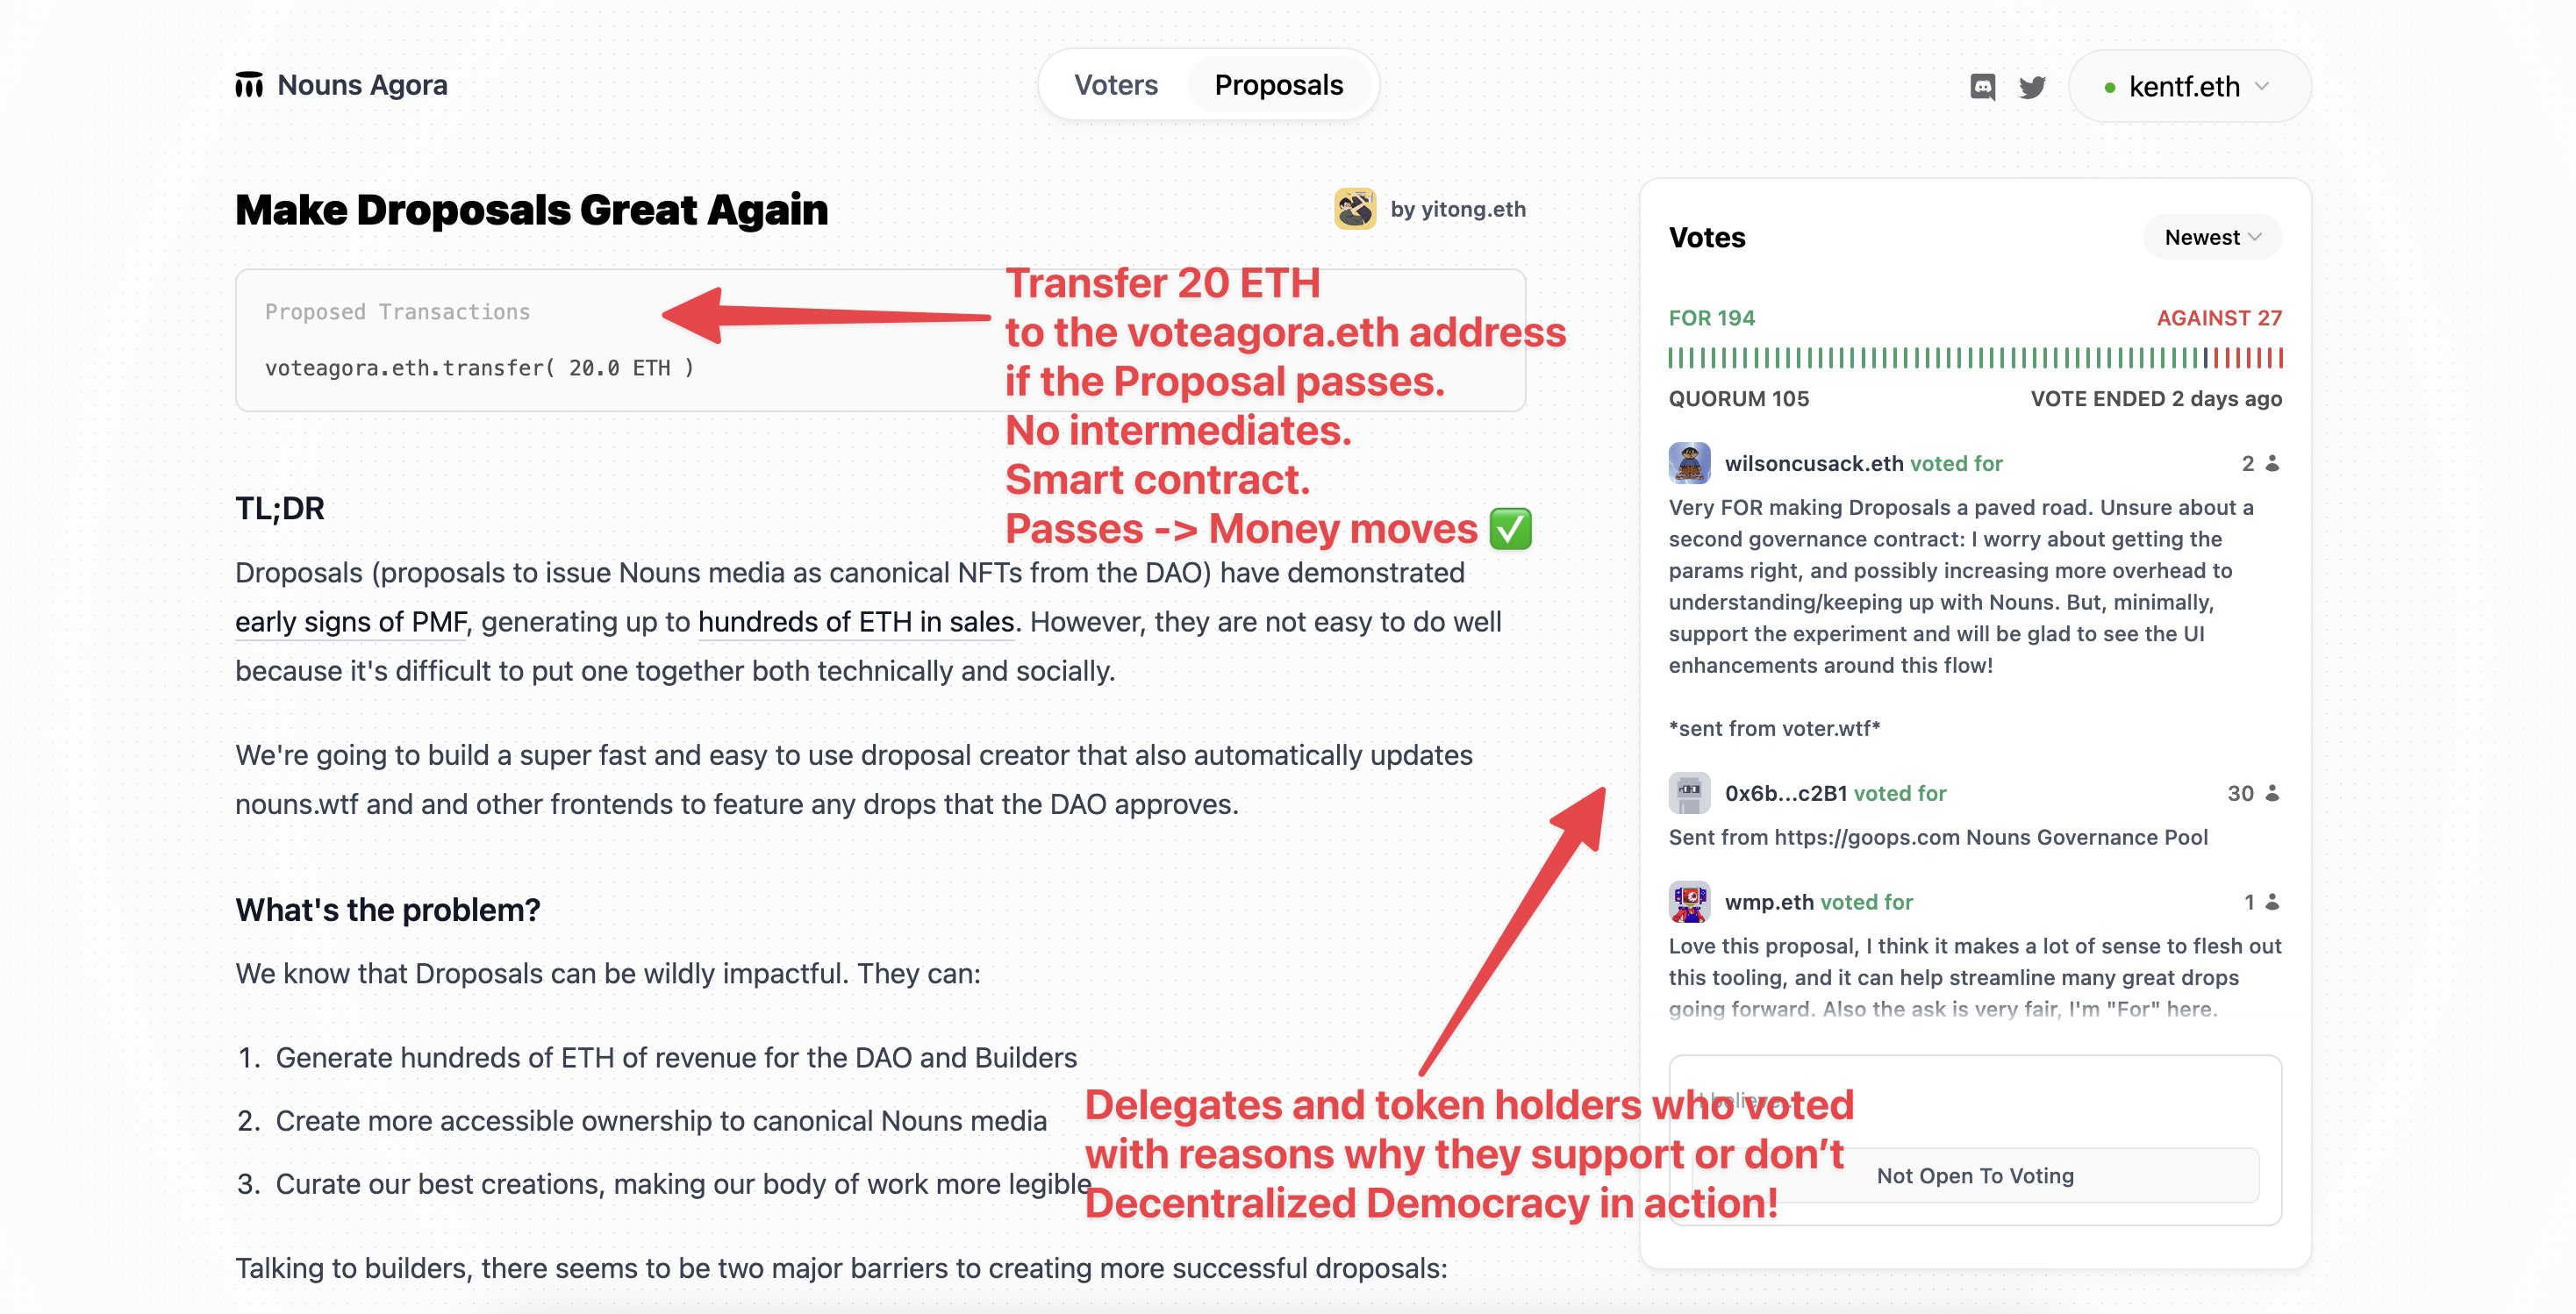 Nouns Agora
Voters
Proposals
kentf.eth
Make Droposals Great Again
by yitong.eth
Proposed Transactions
voteagora.eth.transfer( 20.0 ETH )
Transfer 20 ETH
to the voteagora.eth address
if the Proposal passes.
No intermediates.
Smart contract.
Passes -> Money moves ✅
TL;DR
Droposals (proposals to issue Nouns media as canonical NFTs from the DAO) have demonstrated
early signs of PMF, generating up to hundreds of ETH in sales. However, they are not easy to do well
because it's difficult to put one together both technically and socially.
We're going to build a super fast and easy to use droposal creator that also automatically updates
nouns.wtf and and other frontends to feature any drops that the DAO approves.
What's the problem?
We know that Droposals can be wildly impactful. They can:
1. Generate hundreds of ETH of revenue for the DAO and Builders
2. Create more accessible ownership to canonical Nouns media
3. Curate our best creations, making our body of work more legible
Talking to builders, there seems to be two major barriers to creating more successful droposals:
Delegates and token holders who voted
with reasons why they support or don't
Decentralized Democracy in action!
Votes
Newest
FOR 194
AGAINST 27
QUORUM 105
VOTE ENDED 2 days ago
wilsoncusack.eth voted for
2
Very FOR making Droposals a paved road. Unsure about a
second governance contract: I worry about getting the
params right, and possibly increasing more overhead to
understanding/keeping up with Nouns. But, minimally,
support the experiment and will be glad to see the UI
enhancements around this flow!
*sent from voter.wtf*
0x6b...c2B1 voted for
30
Sent from https://goops.com Nouns Governance Pool
wmp.eth voted for
1
Love this proposal, I think it makes a lot of sense to flesh out
this tooling, and it can help streamline many great drops
going forward. Also the ask is very fair, I'm "For" here.
I believe...
Not Open To Voting